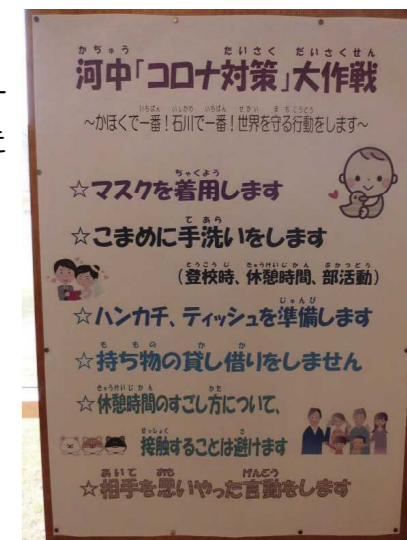 河中「コロナ対策」大作戦
～かほくで一番！石川で一番！世界を守る行動をします～
☆マスクを着用します
☆こまめに手洗いをします
（登校時、休憩時間、部活動）
☆ハンカチ、ティッシュを準備します
☆持ち物の貸し借りをしません
☆休憩時間のすごし方について、
接触することは避けます
☆相手を思いやった言動をします